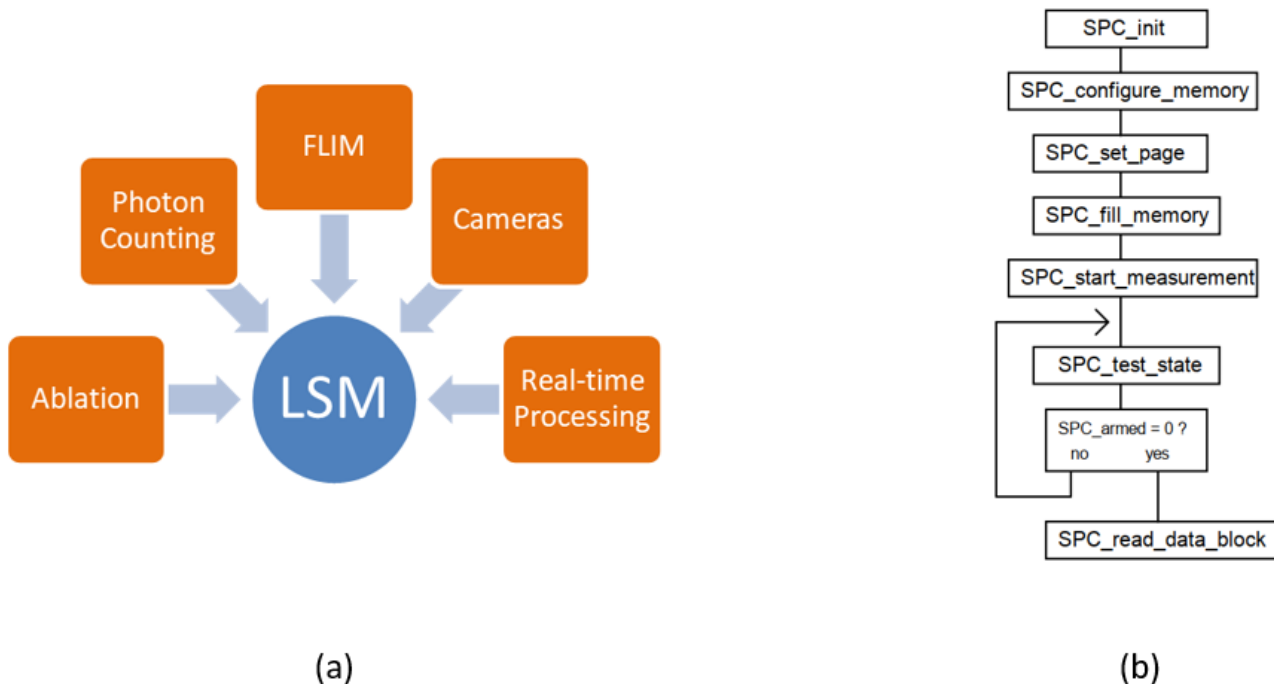 FLIM
Photon
Counting
Cameras
Ablation
LSM
Real-time
Processing
(a)
SPC_init
SPC_configure_memory
SPC_set_page
SPC_fill_memory
SPC_start_measurement
SPC_test_state
SPC_armed = 0 ?
no yes
SPC_read_data_block
(b)